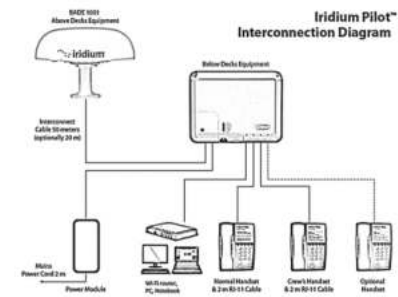 Iridium Pilot™
Interconnection Diagram
BADE 9801
Above Decks Equipment
iridium
Below Decks Equipment
Interconnect
Cable 50 meters
(optionally 20 m)
Mains
Power Cord 2 m
Power Module
Wi-Fi router,
PC, Notebook
Normal Handset
& 2 m RJ-11 Cable
Crew's Handset
& 2 m RJ-11 Cable
Optional
Handset